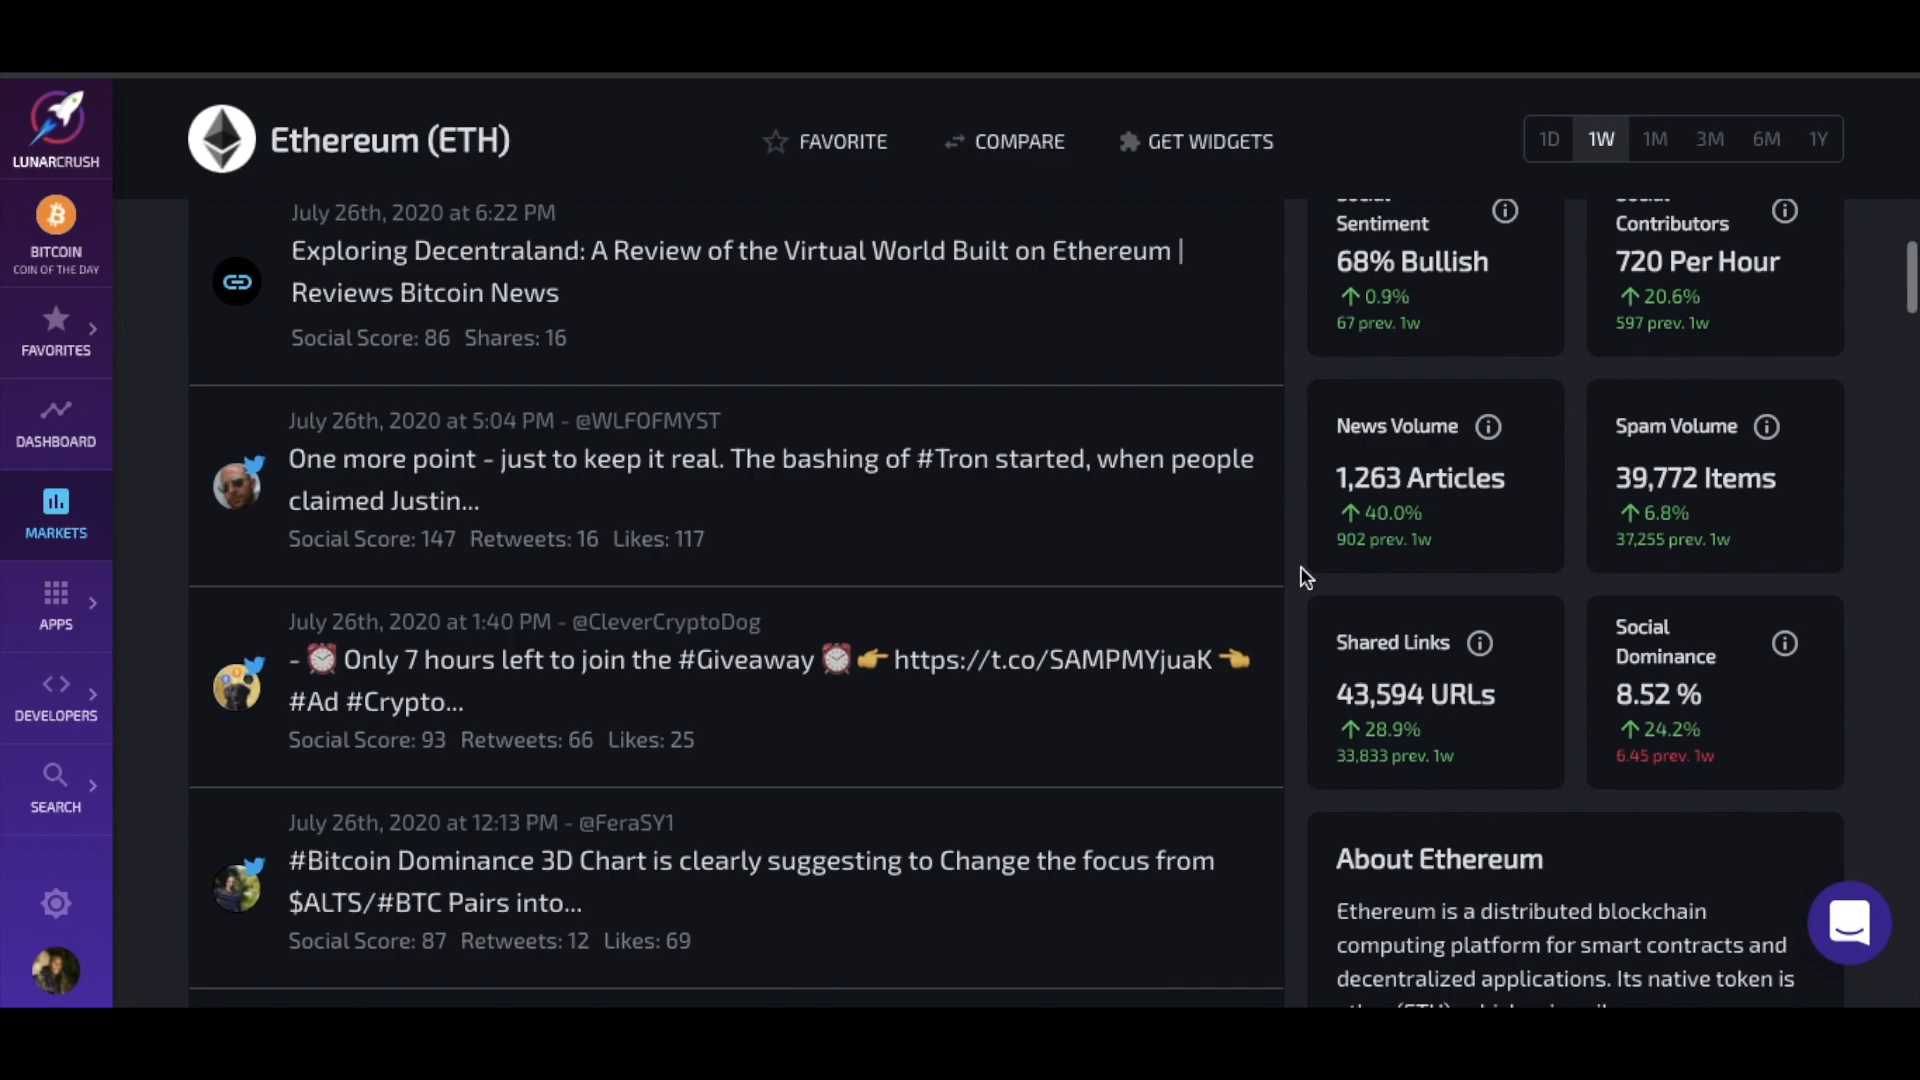 LUNARCRUSH
BITCOIN
COIN OF THE DAY
FAVORITES
DASHBOARD
MARKETS
APPS
DEVELOPERS
SEARCH
Ethereum (ETH)
FAVORITE
COMPARE
GET WIDGETS
1D 1W 1M 3M 6M 1Y
July 26th, 2020 at 6:22 PM
Exploring Decentraland: A Review of the Virtual World Built on Ethereum |
Reviews Bitcoin News
Social Score: 86 Shares: 16
July 26th, 2020 at 5:04 PM - @WLFOFMYST
One more point - just to keep it real. The bashing of #Tron started, when people
claimed Justin...
Social Score: 147 Retweets: 16 Likes: 117
July 26th, 2020 at 1:40 PM - @CleverCryptoDog
- ⏰ Only 7 hours left to join the #Giveaway ⏰👉 https://t.co/SAMPMYjuaK 👈
#Ad #Crypto...
Social Score: 93 Retweets: 66 Likes: 25
July 26th, 2020 at 12:13 PM - @FeraSY1
#Bitcoin Dominance 3D Chart is clearly suggesting to Change the focus from
$ALTS/#BTC Pairs into...
Social Score: 87 Retweets: 12 Likes: 69
Social
Sentiment
68% Bullish
↑ 0.9%
67 prev. 1w
Social
Contributors
720 Per Hour
↑ 20.6%
597 prev. 1w
News Volume
1,263 Articles
↑ 40.0%
902 prev. 1w
Spam Volume
39,772 Items
↑ 6.8%
37,255 prev. 1w
Shared Links
43,594 URLs
↑ 28.9%
33,833 prev. 1w
Social
Dominance
8.52 %
↑ 24.2%
6.45 prev. 1w
About Ethereum
Ethereum is a distributed blockchain
computing platform for smart contracts and
decentralized applications. Its native token is